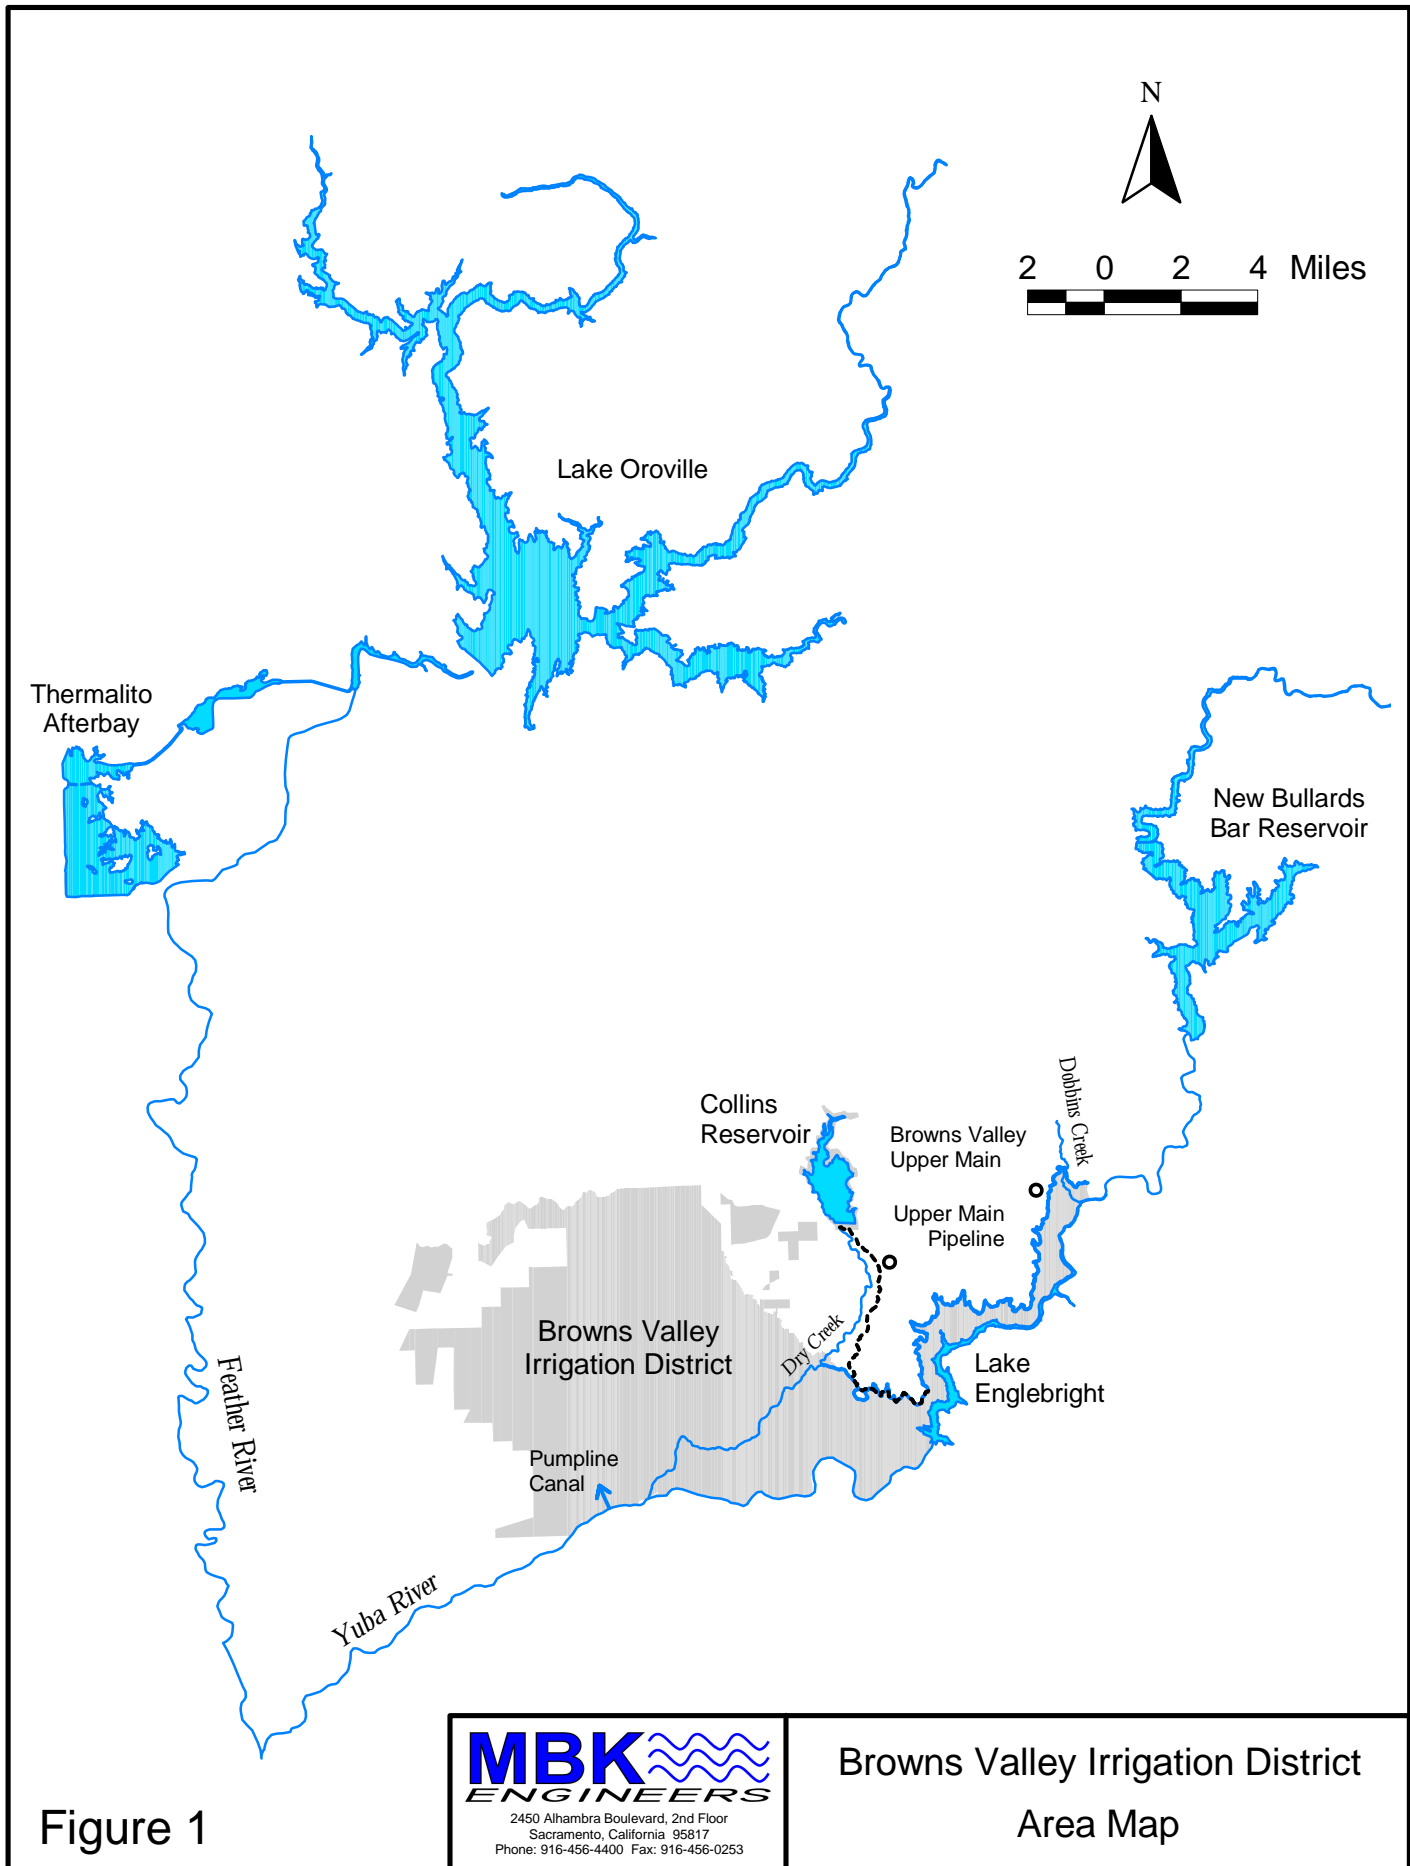 N
2 0 2 4 Miles
Lake Oroville
Thermalito
Afterbay
New Bullards
Bar Reservoir
Dobbins Creek
Collins
Reservoir
Browns Valley
Upper Main
Upper Main
Pipeline
Browns Valley
Irrigation District
Dry Creek
Lake
Englebright
Feather River
Pumpline
Canal
Yuba River
Figure 1
MBK
ENGINEERS
2450 Alhambra Boulevard, 2nd Floor
Sacramento, California 95817
Phone: 916-456-4400 Fax: 916-456-0253
Browns Valley Irrigation District
Area Map